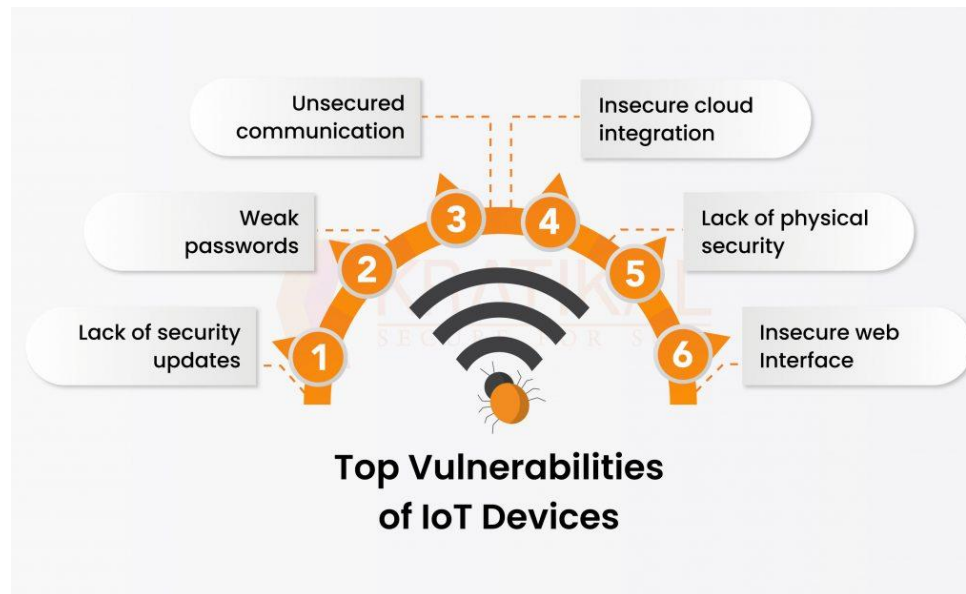 Unsecured
communication
Insecure cloud
integration
Weak
passwords
Lack of physical
security
Lack of security
updates
Insecure web
Interface
1
2
3
4
5
6
KRATIKAL
Top Vulnerabilities
of IoT Devices